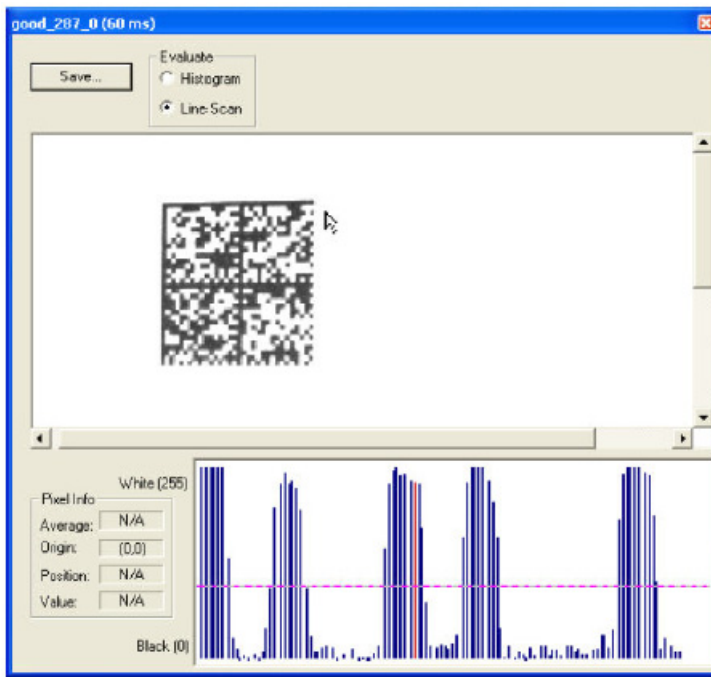 good_287_0 (60 ms)
Save...
Evaluate
Histogram
Line Scan
White (255)
Pixel Info
Average: N/A
Origin: (0,0)
Position: N/A
Value: N/A
Black (0)